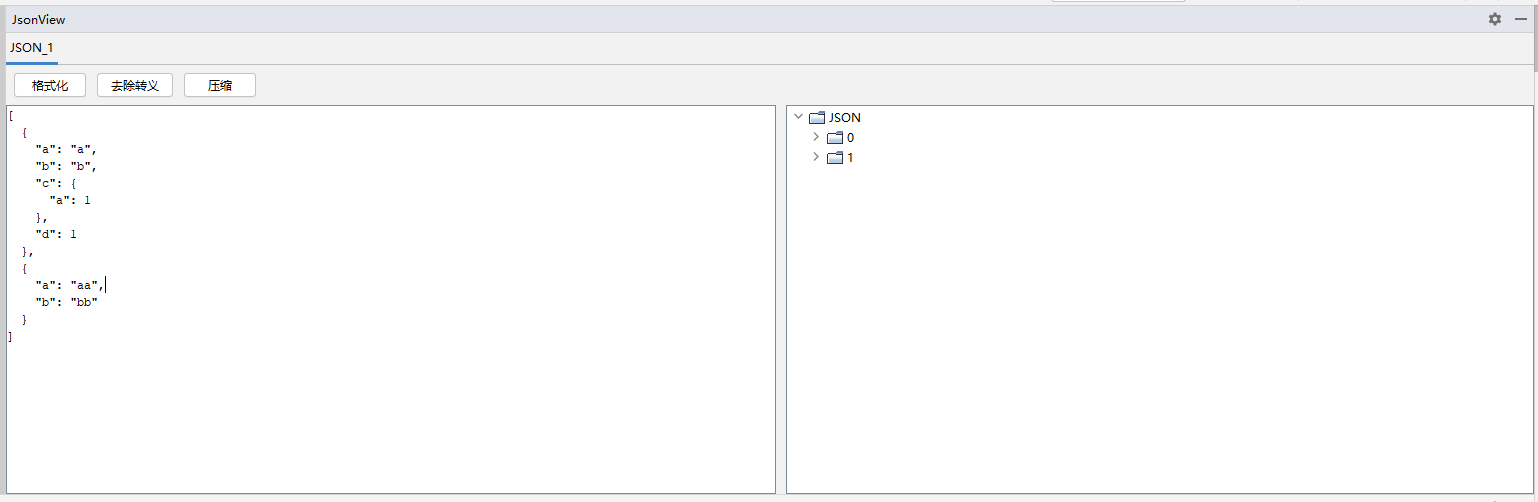 JsonView
JSON_1
格式化 去除转义 压缩
[
  {
    "a": "a",
    "b": "b",
    "c": {
      "a": 1
    },
    "d": 1
  },
  {
    "a": "aa",
    "b": "bb"
  }
]
JSON
0
1